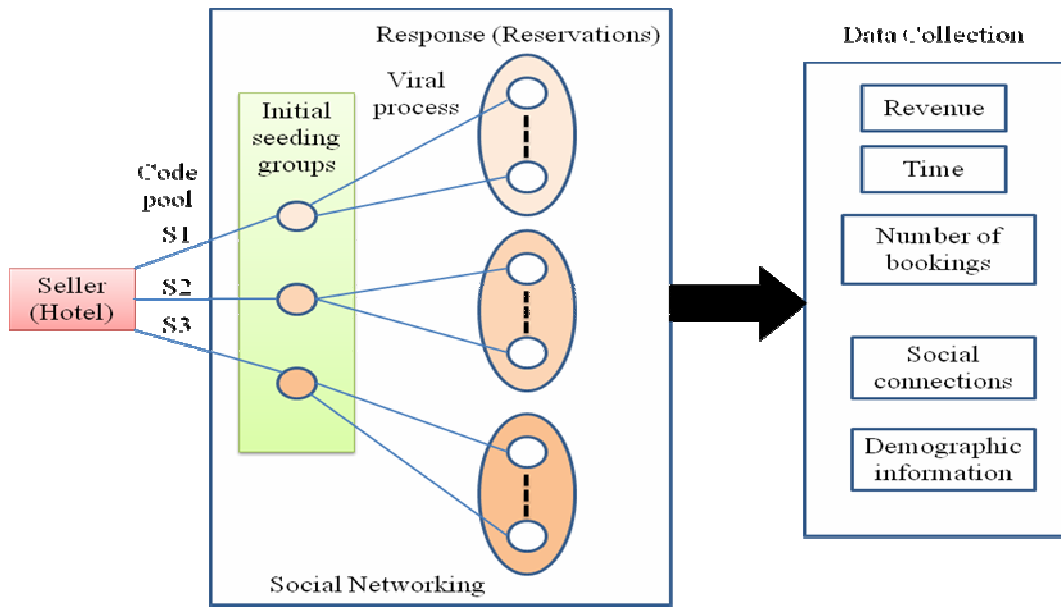 Response (Reservations)
Data Collection
Viral
process
Initial
seeding
groups
Code
pool
S1
S2
S3
Seller
(Hotel)
Social Networking
Revenue
Time
Number of
bookings
Social
connections
Demographic
information